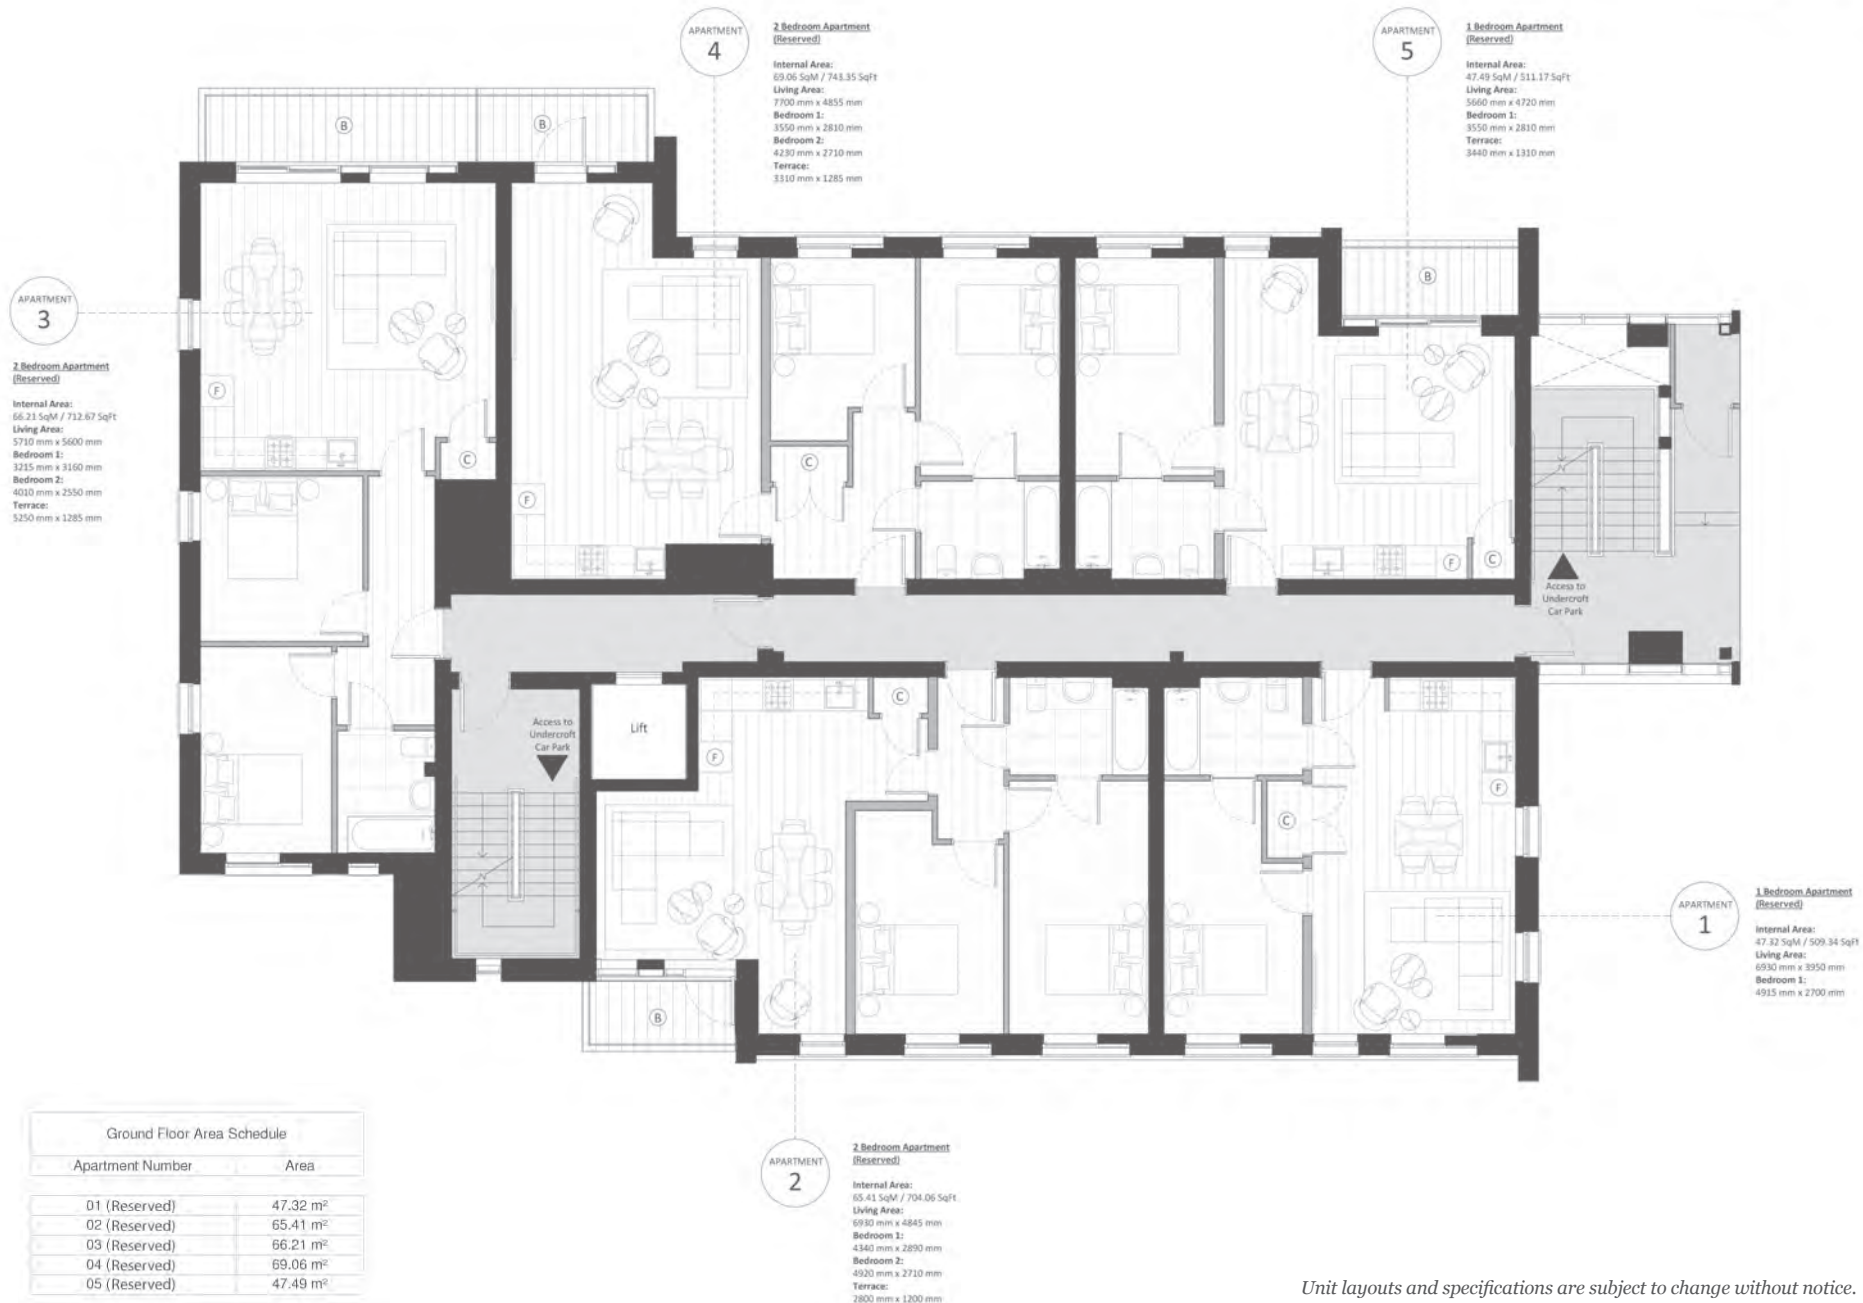 APARTMENT
4
2 Bedroom Apartment
(Reserved)
Internal Area:
69.06 SqM / 743.35 SqFt
Living Area:
7700 mm x 4855 mm
Bedroom 1:
3550 mm x 2810 mm
Bedroom 2:
4230 mm x 2710 mm
Terrace:
3310 mm x 1285 mm
APARTMENT
5
1 Bedroom Apartment
(Reserved)
Internal Area:
47.49 SqM / 511.17 SqFt
Living Area:
5660 mm x 4720 mm
Bedroom 1:
3550 mm x 2810 mm
Terrace:
3440 mm x 1310 mm
B
B
B
APARTMENT
3
2 Bedroom Apartment
(Reserved)
Internal Area:
66.21 SqM / 712.67 SqFt
Living Area:
5710 mm x 5600 mm
Bedroom 1:
3215 mm x 3160 mm
Bedroom 2:
4010 mm x 2550 mm
Terrace:
5250 mm x 1285 mm
F
C
F
C
F
C
Access to
Undercroft
Car Park
Access to
Undercroft
Car Park
Lift
C
F
C
F
B
APARTMENT
1
1 Bedroom Apartment
(Reserved)
Internal Area:
47.32 SqM / 509.34 SqFt
Living Area:
6930 mm x 3950 mm
Bedroom 1:
4915 mm x 2700 mm
APARTMENT
2
2 Bedroom Apartment
(Reserved)
Internal Area:
65.41 SqM / 704.06 SqFt
Living Area:
6930 mm x 4845 mm
Bedroom 1:
4340 mm x 2890 mm
Bedroom 2:
4920 mm x 2710 mm
Terrace:
2800 mm x 1200 mm
Ground Floor Area Schedule
Apartment Number Area
01 (Reserved) 47.32 m²
02 (Reserved) 65.41 m²
03 (Reserved) 66.21 m²
04 (Reserved) 69.06 m²
05 (Reserved) 47.49 m²
Unit layouts and specifications are subject to change without notice.